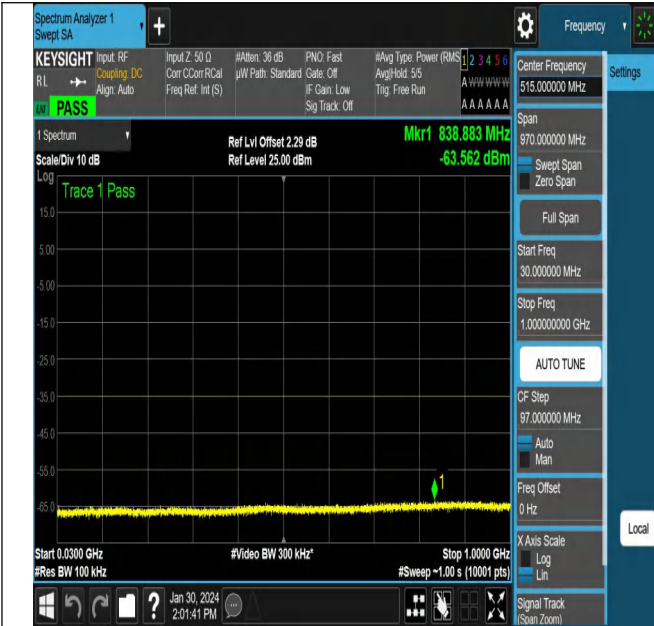 Spectrum Analyzer 1
Swept SA
+
Frequency
KEYSIGHT
RL
PASS
Input: RF
Coupling: DC
Align: Auto
Input Z: 50 Ω
Corr CCorr RCal
Freq Ref: Int (S)
#Atten: 36 dB
µW Path: Standard
PNO: Fast
Gate: Off
IF Gain: Low
Sig Track: Off
#Avg Type: Power (RMS
Avg|Hold: 5/5
Trig: Free Run
1 2 3 4 5 6
A W W W W W
A A A A A A
Center Frequency
515.000000 MHz
Settings
Span
970.000000 MHz
Swept Span
Zero Span
Full Span
Start Freq
30.000000 MHz
Stop Freq
1.000000000 GHz
AUTO TUNE
CF Step
97.000000 MHz
Auto
Man
Freq Offset
0 Hz
X Axis Scale
Log
Lin
Signal Track
(Span Zoom)
Local
1 Spectrum
Scale/Div 10 dB
Log
Ref Lvl Offset 2.29 dB
Ref Level 25.00 dBm
Mkr1 838.883 MHz
-63.562 dBm
Trace 1 Pass
15.0
5.00
-5.00
-15.0
-25.0
-35.0
-45.0
-55.0
-65.0
1
Start 0.0300 GHz
#Res BW 100 kHz
#Video BW 300 kHz*
Stop 1.0000 GHz
#Sweep ~1.00 s (10001 pts)
?
Jan 30, 2024
2:01:41 PM